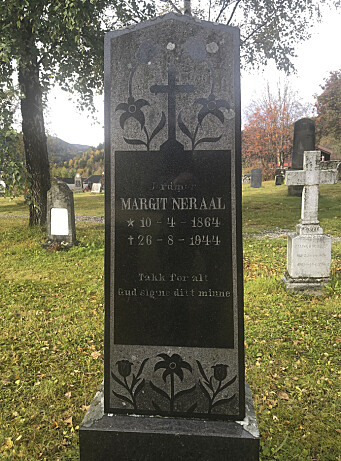 MARGIT NERAAL
* 10 - 4 - 1864
† 26 - 8 - 1944
Takk for alt
Gud signe ditt minne